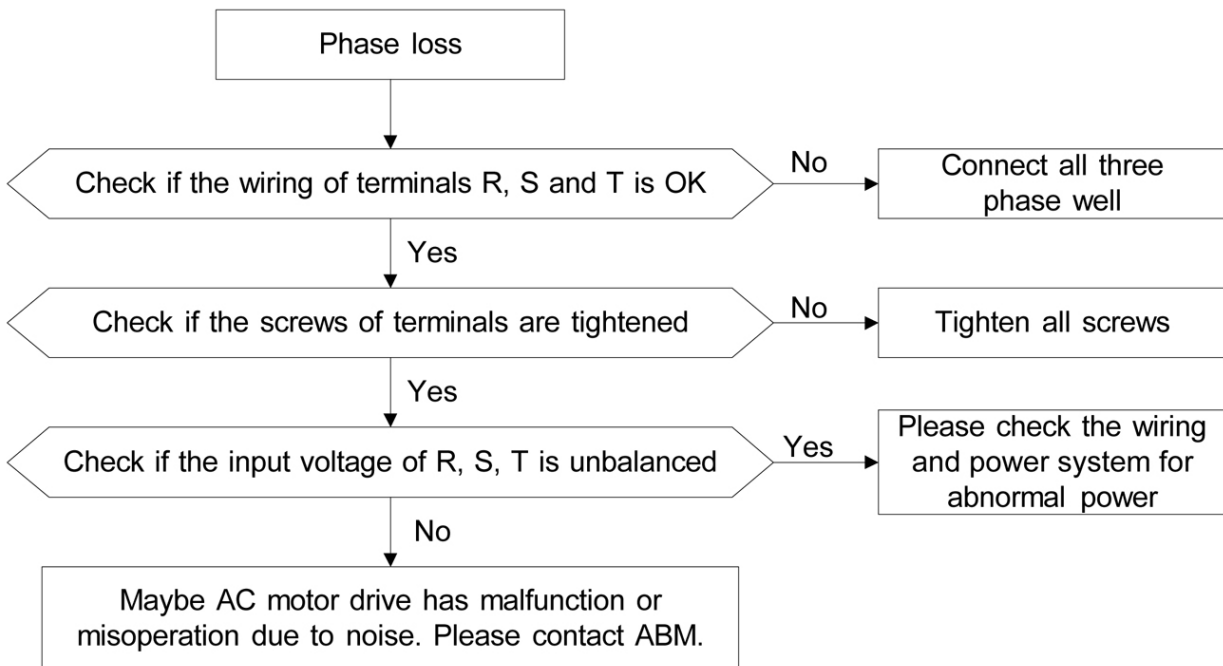 Phase loss
Check if the wiring of terminals R, S and T is OK
No
Connect all three
phase well
Yes
Check if the screws of terminals are tightened
No
Tighten all screws
Yes
Check if the input voltage of R, S, T is unbalanced
Yes
Please check the wiring
and power system for
abnormal power
No
Maybe AC motor drive has malfunction or
misoperation due to noise. Please contact ABM.